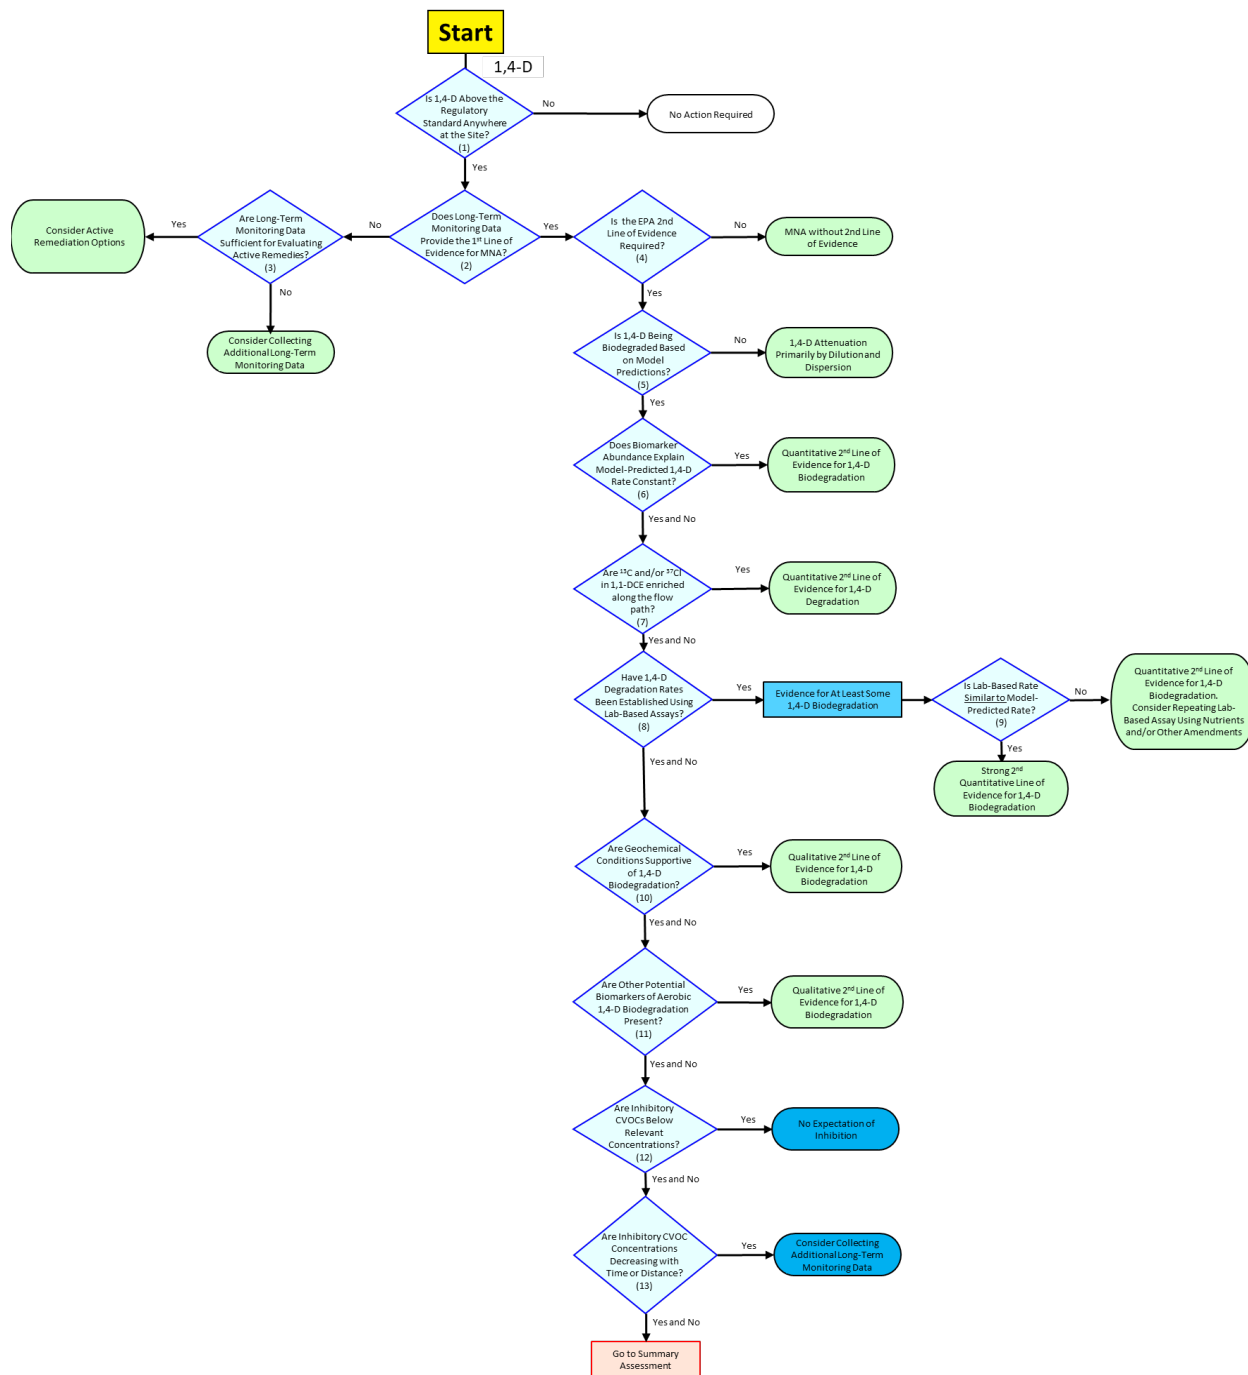 Start
1,4-D
Is 1,4-D Above the
Regulatory
Standard Anywhere
at the Site?
(1)
No
No Action Required
Yes
Does Long-Term
Monitoring Data
Provide the 1st Line of
Evidence for MNA?
(2)
No
Are Long-Term
Monitoring Data
Sufficient for Evaluating
Active Remedies?
(3)
Yes
Consider Active
Remediation Options
No
Consider Collecting
Additional Long-Term
Monitoring Data
Yes
Is the EPA 2nd
Line of Evidence
Required?
(4)
No
MNA without 2nd Line
of Evidence
Yes
Is 1,4-D Being
Biodegraded Based
on Model
Predictions?
(5)
No
1,4-D Attenuation
Primarily by Dilution and
Dispersion
Yes
Does Biomarker
Abundance Explain
Model-Predicted 1,4-D
Rate Constant?
(6)
Yes
Quantitative 2nd Line of
Evidence for 1,4-D
Biodegradation
Yes and No
Are 13C and/or 37Cl
in 1,1-DCE enriched
along the flow
path?
(7)
Yes
Quantitative 2nd Line of
Evidence for 1,4-D
Degradation
Yes and No
Have 1,4-D
Degradation Rates
Been Established Using
Lab-Based Assays?
(8)
Yes
Evidence for At Least Some
1,4-D Biodegradation
Is Lab-Based Rate
Similar to Model-
Predicted Rate?
(9)
No
Quantitative 2nd Line of
Evidence for 1,4-D
Biodegradation.
Consider Repeating Lab-
Based Assay Using Nutrients
and/or Other Amendments
Yes
Strong 2nd
Quantitative Line of
Evidence for 1,4-D
Biodegradation
Yes and No
Are Geochemical
Conditions Supportive
of 1,4-D
Biodegradation?
(10)
Yes
Qualitative 2nd Line of
Evidence for 1,4-D
Biodegradation
Yes and No
Are Other Potential
Biomarkers of Aerobic
1,4-D Biodegradation
Present?
(11)
Yes
Qualitative 2nd Line of
Evidence for 1,4-D
Biodegradation
Yes and No
Are Inhibitory
CVOCs Below
Relevant
Concentrations?
(12)
Yes
No Expectation of
Inhibition
Yes and No
Are Inhibitory CVOC
Concentrations
Decreasing with
Time or Distance?
(13)
Yes
Consider Collecting
Additional Long-Term
Monitoring Data
Yes and No
Go to Summary
Assessment